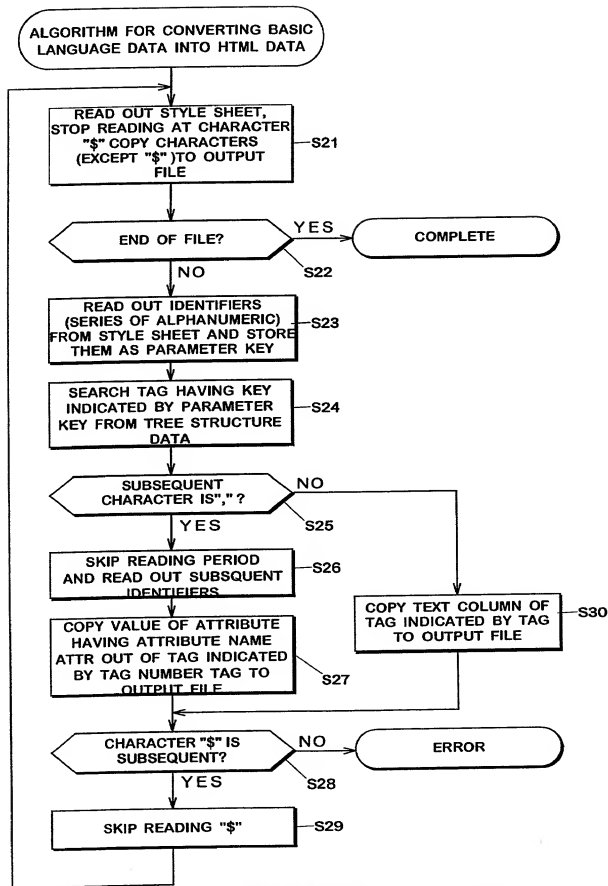 ALGORITHM FOR CONVERTING BASIC
LANGUAGE DATA INTO HTML DATA
READ OUT STYLE SHEET,
STOP READING AT CHARACTER
"$" COPY CHARACTERS
(EXCEPT "$" )TO OUTPUT
FILE
S21
END OF FILE?
YES
COMPLETE
S22
NO
READ OUT IDENTIFIERS
(SERIES OF ALPHANUMERIC)
FROM STYLE SHEET AND STORE
THEM AS PARAMETER KEY
S23
SEARCH TAG HAVING KEY
INDICATED BY PARAMETER
KEY FROM TREE STRUCTURE
DATA
S24
SUBSEQUENT
CHARACTER IS"," ?
NO
S25
YES
SKIP READING PERIOD
AND READ OUT SUBSQUENT
IDENTIFIERS
S26
COPY VALUE OF ATTRIBUTE
HAVING ATTRIBUTE NAME
ATTR OUT OF TAG INDICATED
BY TAG NUMBER TAG TO
OUTPUT FILE
S27
COPY TEXT COLUMN OF
TAG INDICATED BY TAG
TO OUTPUT FILE
S30
CHARACTER "$" IS
SUBSEQUENT?
NO
ERROR
S28
YES
SKIP READING "$"
S29